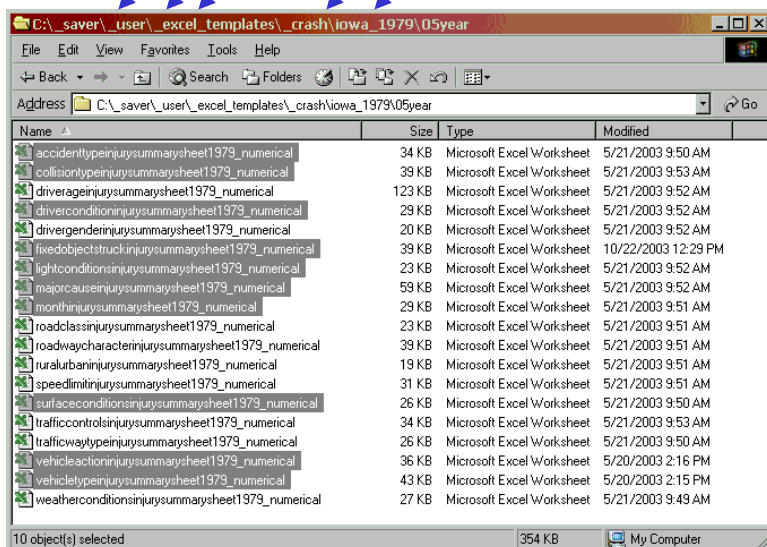 C:\_saver\_user\_excel_templates\_crash\iowa_1979\05year
File Edit View Favorites Tools Help
Back Search Folders
Address C:\_saver\_user\_excel_templates\_crash\iowa_1979\05year Go
Name Size Type Modified
accidenttypeinjurysummarysheet1979_numerical 34 KB Microsoft Excel Worksheet 5/21/2003 9:50 AM
collisiontypeinjurysummarysheet1979_numerical 39 KB Microsoft Excel Worksheet 5/21/2003 9:53 AM
driverageinjurysummarysheet1979_numerical 123 KB Microsoft Excel Worksheet 5/21/2003 9:52 AM
driverconditioninjurysummarysheet1979_numerical 29 KB Microsoft Excel Worksheet 5/21/2003 9:52 AM
drivergenderinjurysummarysheet1979_numerical 20 KB Microsoft Excel Worksheet 5/21/2003 9:52 AM
fixedobjectstruckinjurysummarysheet1979_numerical 39 KB Microsoft Excel Worksheet 10/22/2003 12:29 PM
lightconditionsinjurysummarysheet1979_numerical 23 KB Microsoft Excel Worksheet 5/21/2003 9:52 AM
majorcauseinjurysummarysheet1979_numerical 59 KB Microsoft Excel Worksheet 5/21/2003 9:52 AM
monthinjurysummarysheet1979_numerical 29 KB Microsoft Excel Worksheet 5/21/2003 9:51 AM
roadclassinjurysummarysheet1979_numerical 23 KB Microsoft Excel Worksheet 5/21/2003 9:51 AM
roadwaycharacterinjurysummarysheet1979_numerical 39 KB Microsoft Excel Worksheet 5/21/2003 9:51 AM
ruralurbaninjurysummarysheet1979_numerical 19 KB Microsoft Excel Worksheet 5/21/2003 9:51 AM
speedlimitinjurysummarysheet1979_numerical 31 KB Microsoft Excel Worksheet 5/21/2003 9:51 AM
surfaceconditionsinjurysummarysheet1979_numerical 26 KB Microsoft Excel Worksheet 5/21/2003 9:50 AM
trafficcontrolsinjurysummarysheet1979_numerical 34 KB Microsoft Excel Worksheet 5/21/2003 9:53 AM
trafficwaytypeinjurysummarysheet1979_numerical 26 KB Microsoft Excel Worksheet 5/21/2003 9:50 AM
vehicleactioninjurysummarysheet1979_numerical 36 KB Microsoft Excel Worksheet 5/20/2003 2:16 PM
vehicletypeinjurysummarysheet1979_numerical 43 KB Microsoft Excel Worksheet 5/20/2003 2:15 PM
weatherconditionsinjurysummarysheet1979_numerical 27 KB Microsoft Excel Worksheet 5/21/2003 9:49 AM
10 object(s) selected 354 KB My Computer